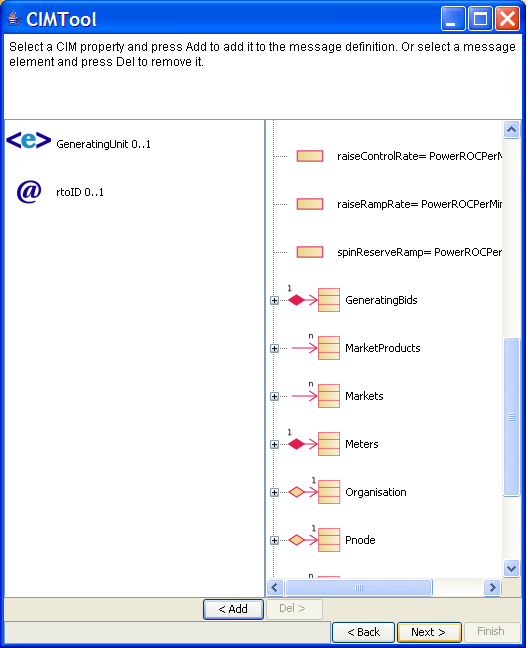 CIMTool
Select a CIM property and press Add to add it to the message definition. Or select a message
element and press Del to remove it.
<e> GeneratingUnit 0..1
@ rtoID 0..1
raiseControlRate= PowerROCPerM
raiseRampRate= PowerROCPerMin
spinReserveRamp= PowerROCPer
1 GeneratingBids
n MarketProducts
n Markets
1 Meters
1 Organisation
1 Pnode
n
< Add Del >
< Back Next > Finish